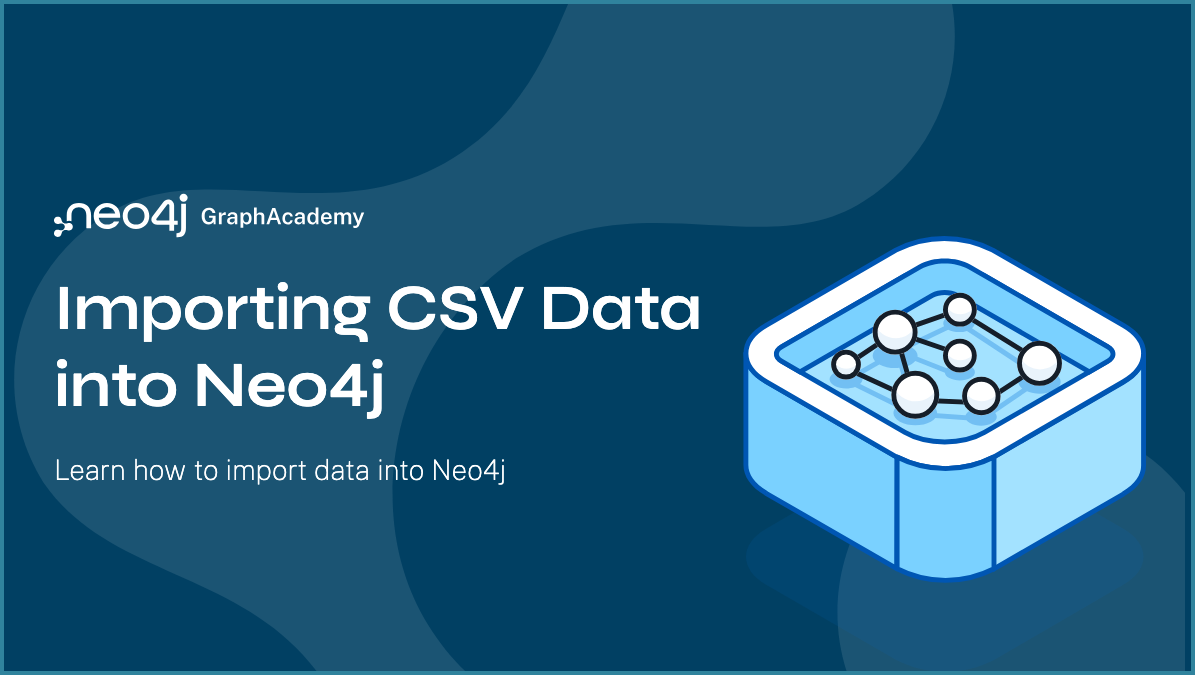 neo4j GraphAcademy
Importing CSV Data
into Neo4j
Learn how to import data into Neo4j